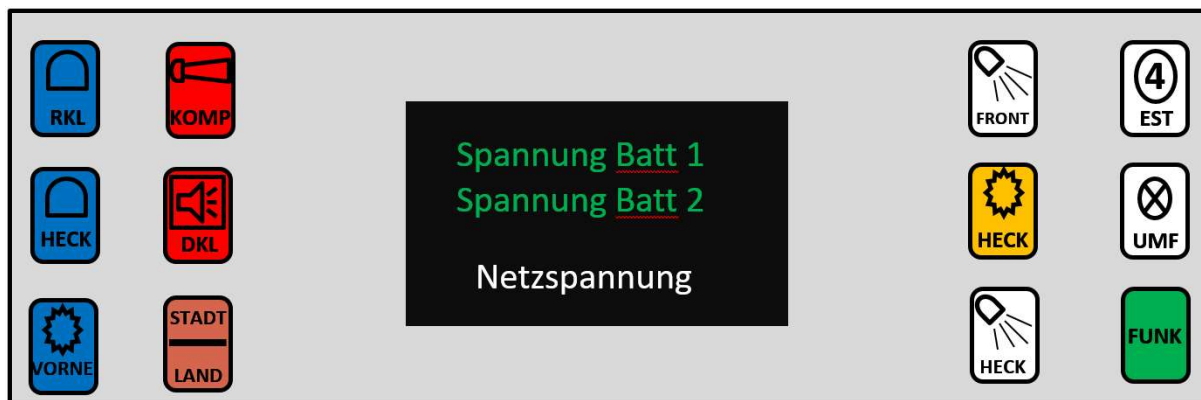 RKL
KOMP
HECK
DKL
VORNE
STADT
LAND
Spannung Batt 1
Spannung Batt 2
Netzspannung
FRONT
4
EST
HECK
UMF
HECK
FUNK